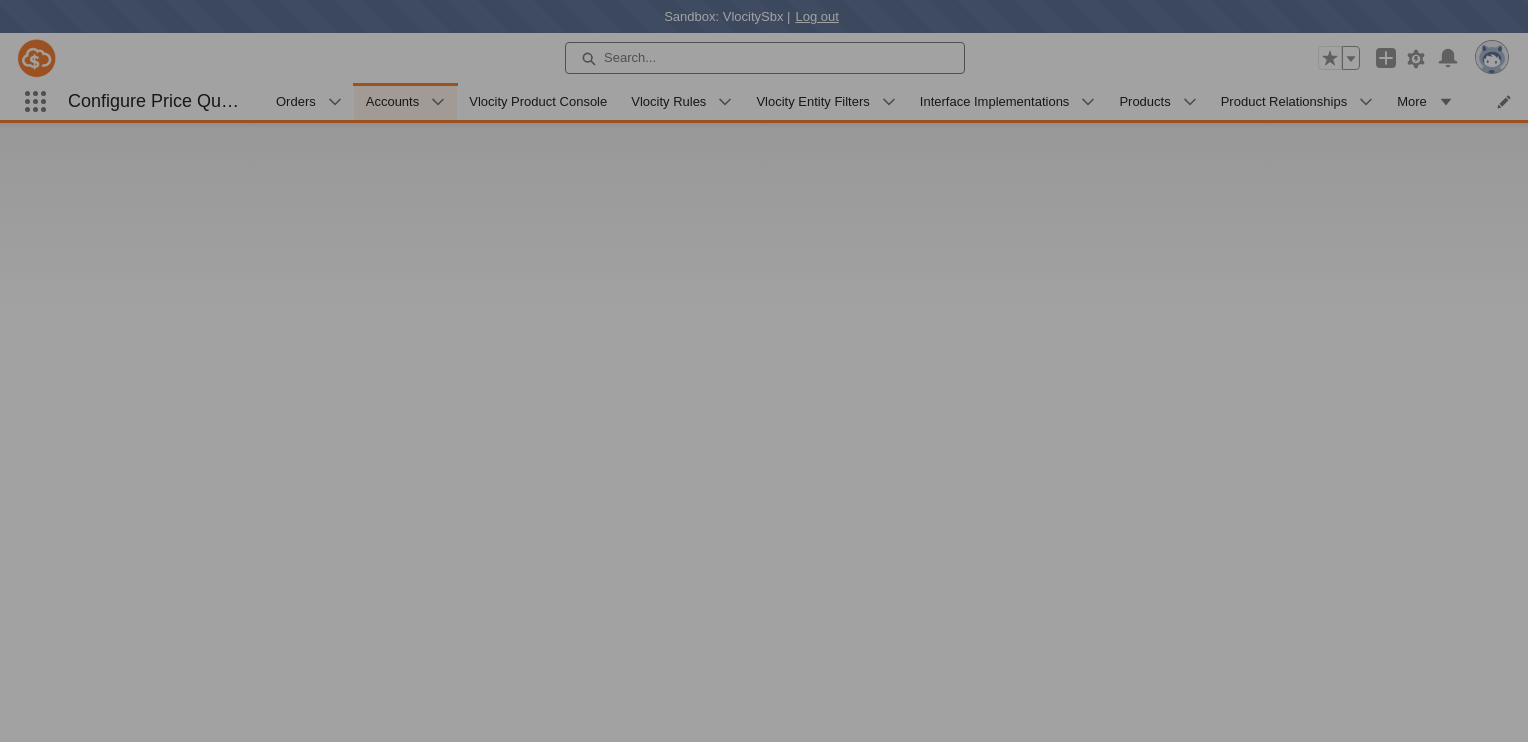 Sandbox: VlocitySbx | Log out
Search...
Configure Price Qu… Orders Accounts Vlocity Product Console Vlocity Rules Vlocity Entity Filters Interface Implementations Products Product Relationships More